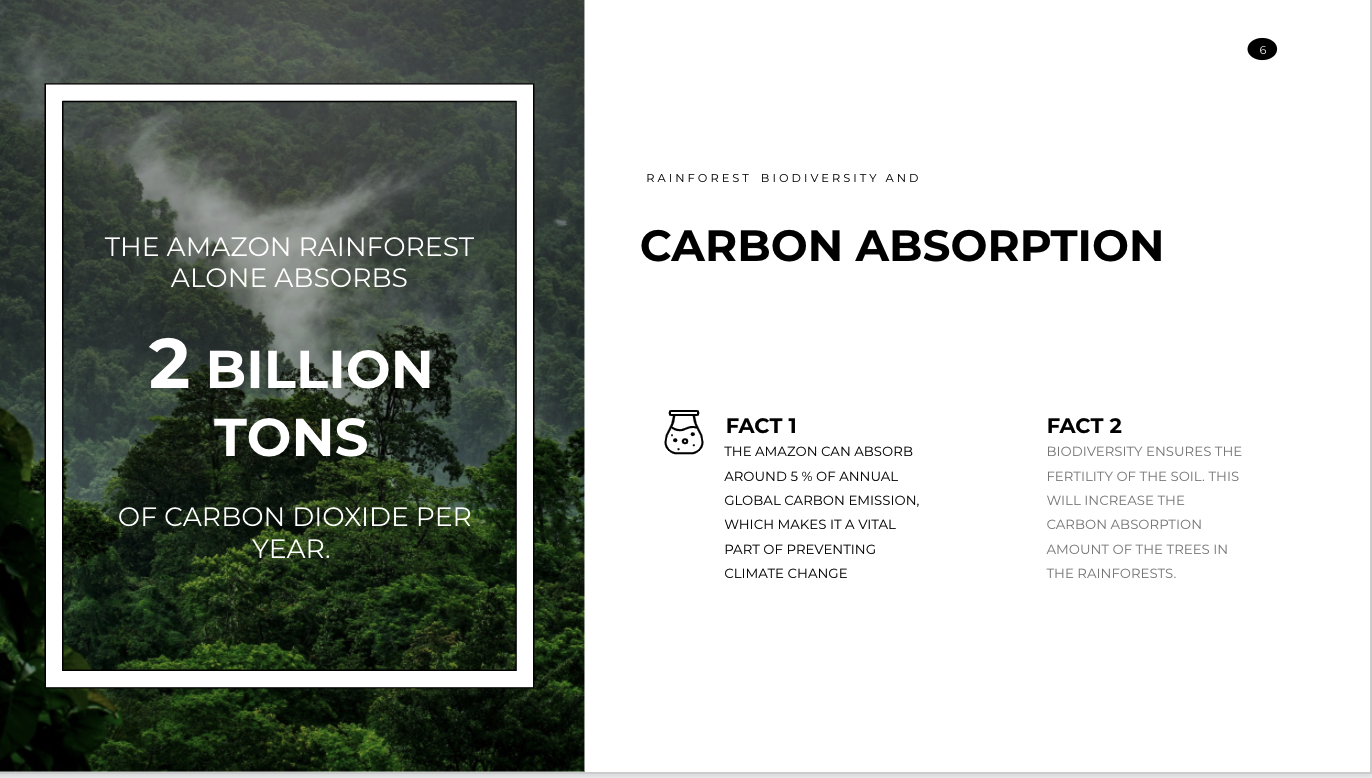 6
THE AMAZON RAINFOREST
ALONE ABSORBS
2 BILLION
TONS
OF CARBON DIOXIDE PER
YEAR.
RAINFOREST BIODIVERSITY AND
CARBON ABSORPTION
FACT 1
THE AMAZON CAN ABSORB
AROUND 5 % OF ANNUAL
GLOBAL CARBON EMISSION,
WHICH MAKES IT A VITAL
PART OF PREVENTING
CLIMATE CHANGE
FACT 2
BIODIVERSITY ENSURES THE
FERTILITY OF THE SOIL. THIS
WILL INCREASE THE
CARBON ABSORPTION
AMOUNT OF THE TREES IN
THE RAINFORESTS.